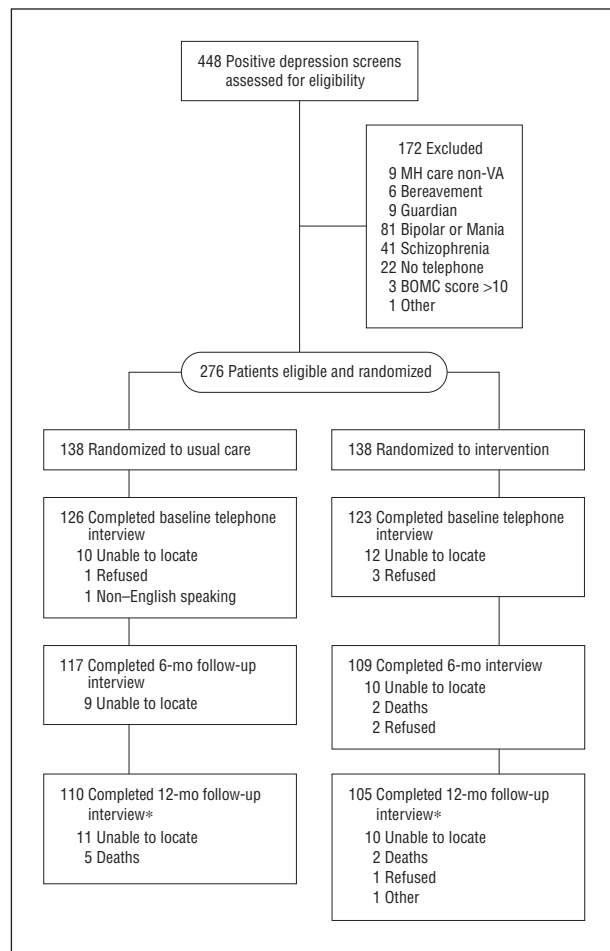 448 Positive depression screens
assessed for eligibility
172 Excluded
9 MH care non-VA
6 Bereavement
9 Guardian
81 Bipolar or Mania
41 Schizophrenia
22 No telephone
3 BOMC score >10
1 Other
276 Patients eligible and randomized
138 Randomized to usual care
138 Randomized to intervention
126 Completed baseline telephone
interview
10 Unable to locate
1 Refused
1 Non–English speaking
123 Completed baseline telephone
interview
12 Unable to locate
3 Refused
117 Completed 6-mo follow-up
interview
9 Unable to locate
109 Completed 6-mo interview
10 Unable to locate
2 Deaths
2 Refused
110 Completed 12-mo follow-up
interview*
11 Unable to locate
5 Deaths
105 Completed 12-mo follow-up
interview*
10 Unable to locate
2 Deaths
1 Refused
1 Other